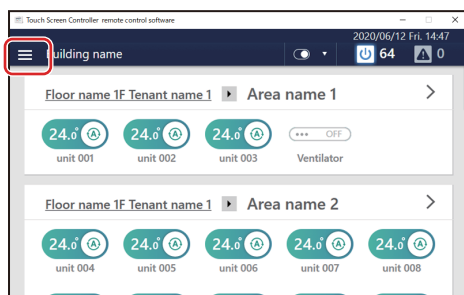 Touch Screen Controller remote control software
2020/06/12 Fri. 14:47
Building name
64
0
Floor name 1F Tenant name 1 Area name 1
24.0° A 24.0° A 24.0° A OFF
unit 001 unit 002 unit 003 Ventilator
Floor name 1F Tenant name 1 Area name 2
24.0° A 24.0° A 24.0° A 24.0° A 24.0° A
unit 004 unit 005 unit 006 unit 007 unit 008